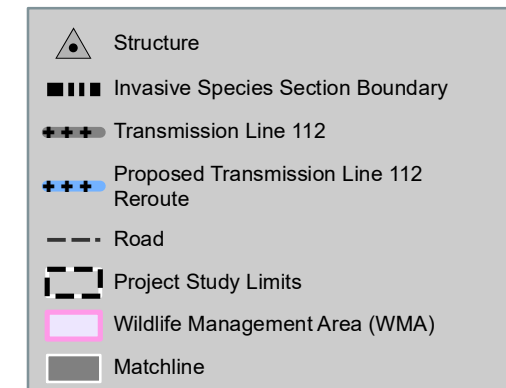 Structure
Invasive Species Section Boundary
Transmission Line 112
Proposed Transmission Line 112
Reroute
Road
Project Study Limits
Wildlife Management Area (WMA)
Matchline